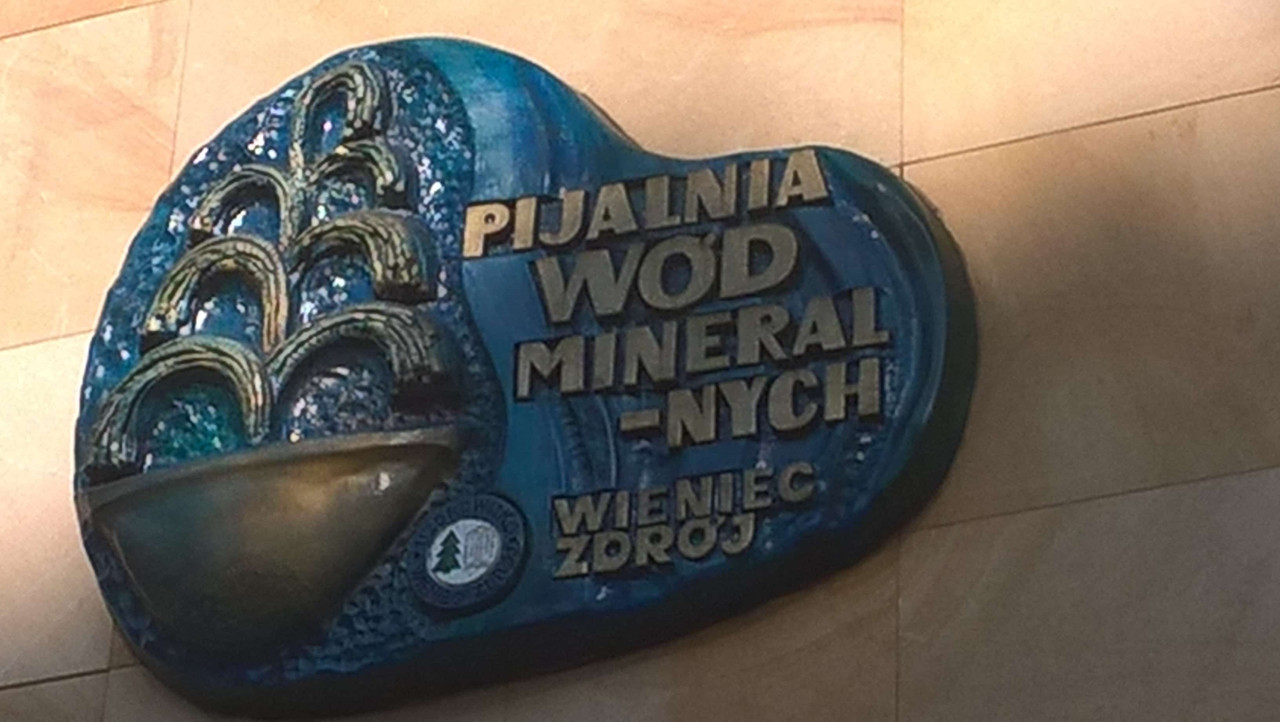 PIJALNIA
WÓD
MINERAL
-NYCH
WIENIEC
ZDRÓJ